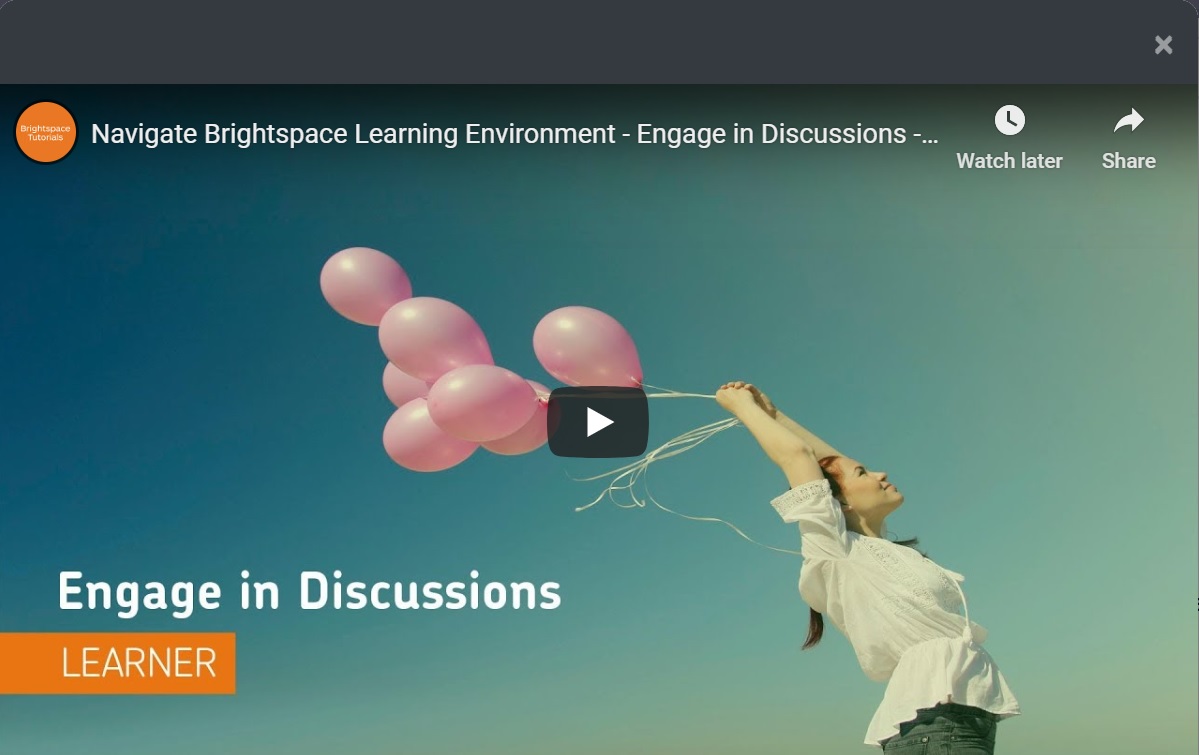 Brightspace
Tutorials
Navigate Brightspace Learning Environment - Engage in Discussions -...
Watch later
Share
Engage in Discussions
LEARNER